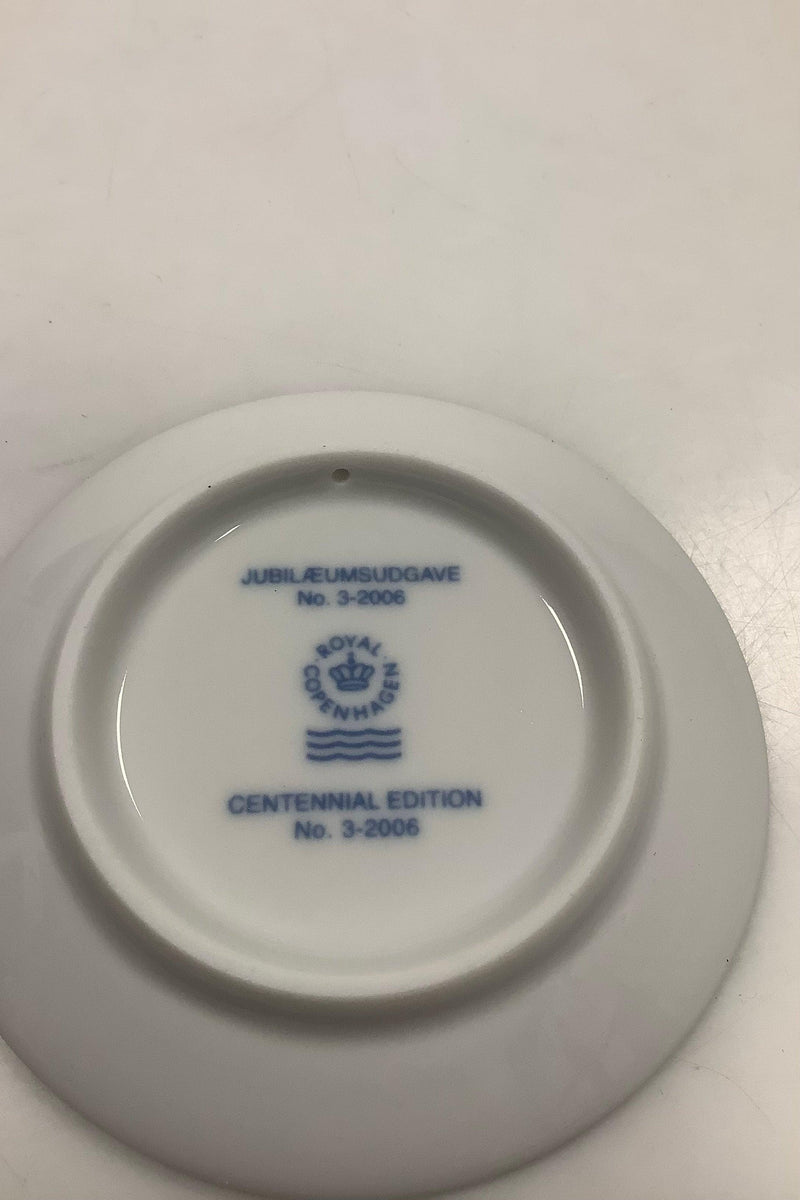 JUBILÆUMSUDGAVE
No. 3-2006
ROYAL
COPENHAGEN
CENTENNIAL EDITION
No. 3-2006